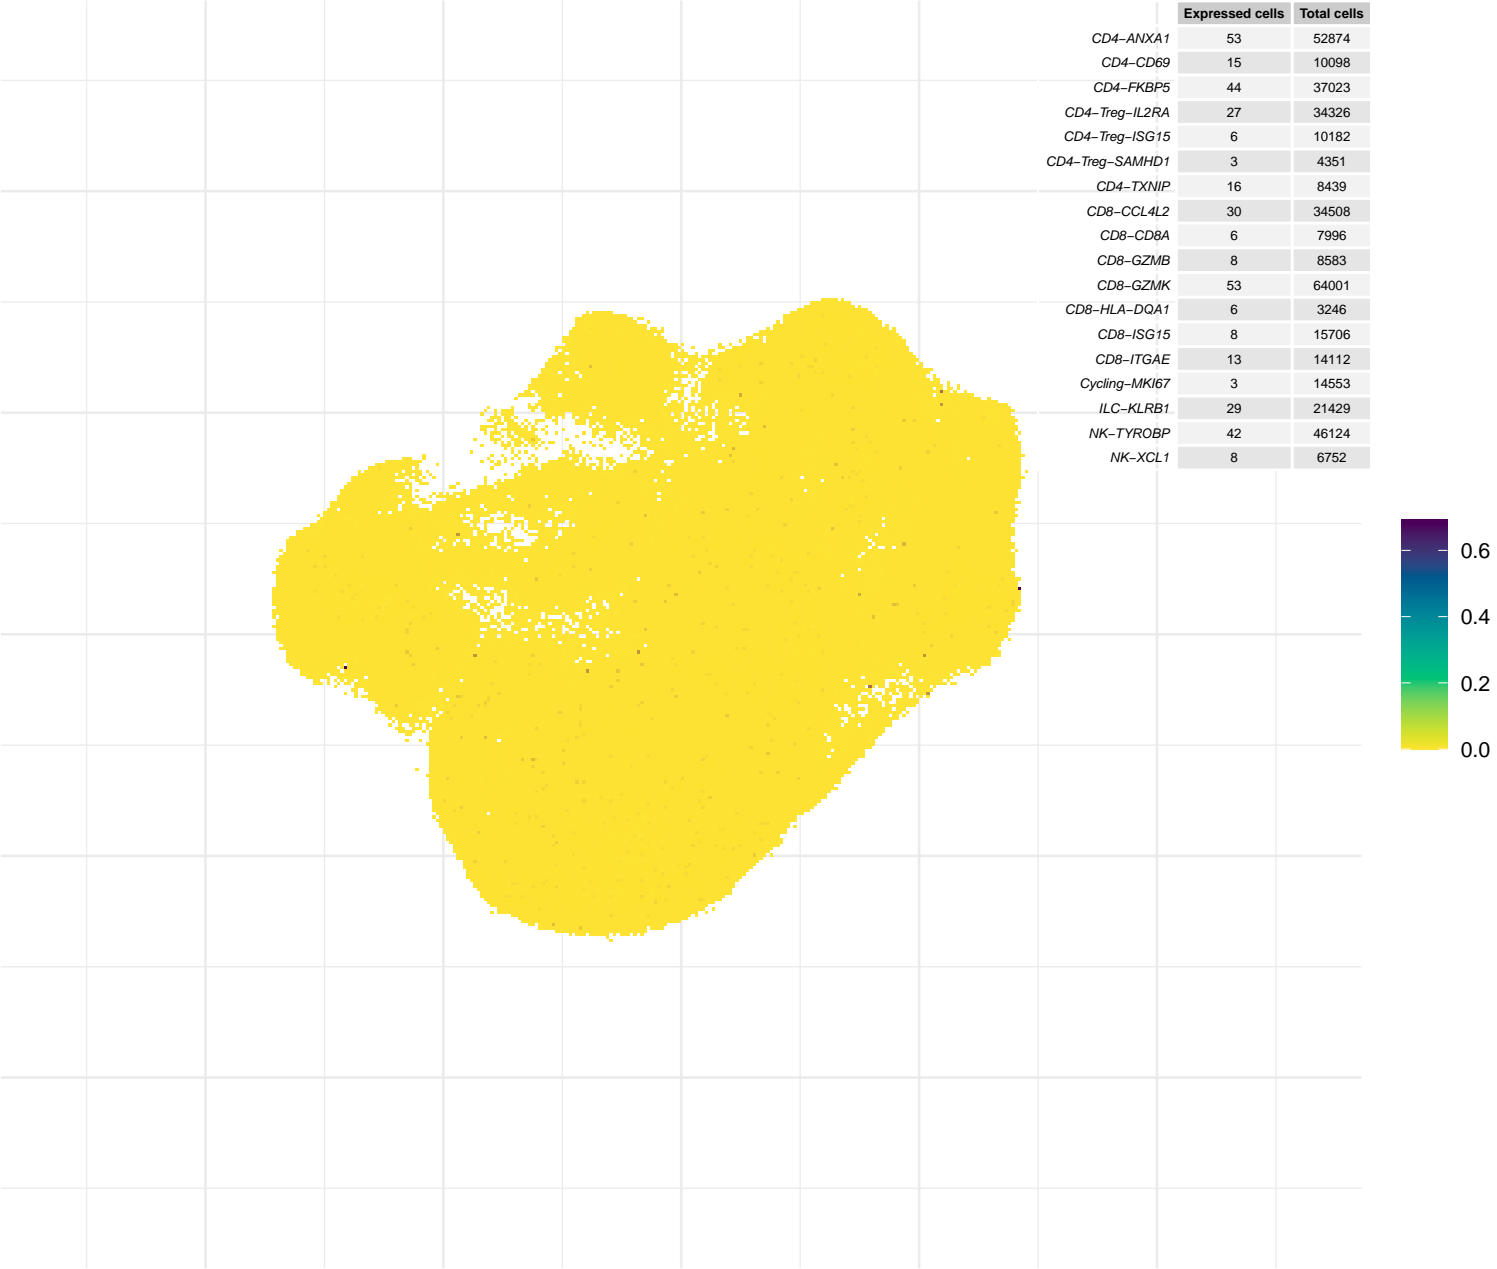 Expressed cells Total cells
CD4−ANXA1 53 52874
CD4−CD69 15 10098
CD4−FKBP5 44 37023
CD4−Treg−IL2RA 27 34326
CD4−Treg−ISG15 6 10182
CD4−Treg−SAMHD1 3 4351
CD4−TXNIP 16 8439
CD8−CCL4L2 30 34508
CD8−CD8A 6 7996
CD8−GZMB 8 8583
CD8−GZMK 53 64001
CD8−HLA−DQA1 6 3246
CD8−ISG15 8 15706
CD8−ITGAE 13 14112
Cycling−MKI67 3 14553
ILC−KLRB1 29 21429
NK−TYROBP 42 46124
NK−XCL1 8 6752
0.6
0.4
0.2
0.0